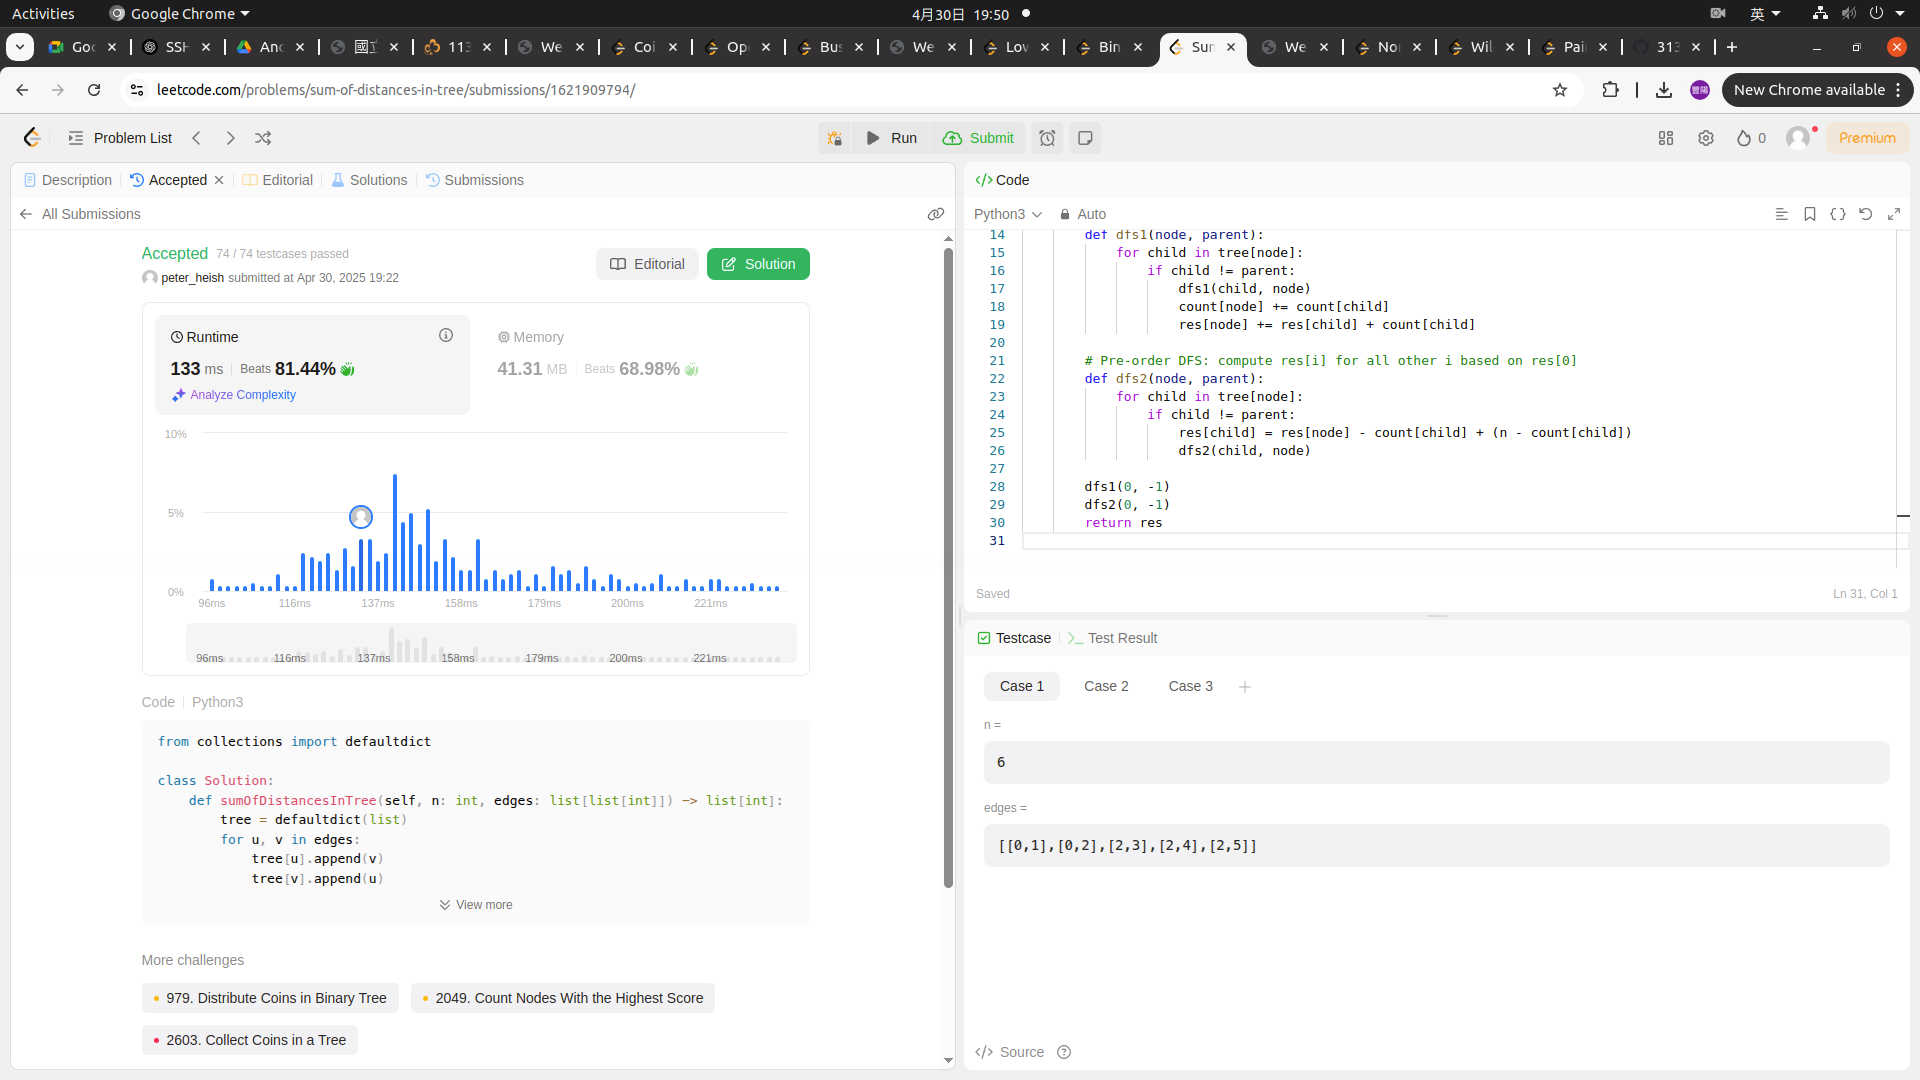 Activities
Google Chrome
4月30日 19:50
英
Goo
SSH
And
國立
113
We
Coi
Ope
Bus
We
Lov
Bin
Sum
We
Nor
Wil
Pai
313
leetcode.com/problems/sum-of-distances-in-tree/submissions/1621909794/
豐陽
New Chrome available
Problem List
Run
Submit
0
Premium
Description
Accepted
Editorial
Solutions
Submissions
All Submissions
Accepted 74 / 74 testcases passed
peter_heish submitted at Apr 30, 2025 19:22
Editorial
Solution
Runtime
133 ms
Beats 81.44%
Analyze Complexity
Memory
41.31 MB
Beats 68.98%
10%
5%
0%
96ms 116ms 137ms 158ms 179ms 200ms 221ms
96ms 116ms 137ms 158ms 179ms 200ms 221ms
Code
Python3
from collections import defaultdict
class Solution:
def sumOfDistancesInTree(self, n: int, edges: list[list[int]]) -> list[int]:
tree = defaultdict(list)
for u, v in edges:
tree[u].append(v)
tree[v].append(u)
View more
More challenges
979. Distribute Coins in Binary Tree
2049. Count Nodes With the Highest Score
2603. Collect Coins in a Tree
</> Code
Python3
Auto
14 def dfs1(node, parent):
15 for child in tree[node]:
16 if child != parent:
17 dfs1(child, node)
18 count[node] += count[child]
19 res[node] += res[child] + count[child]
20
21 # Pre-order DFS: compute res[i] for all other i based on res[0]
22 def dfs2(node, parent):
23 for child in tree[node]:
24 if child != parent:
25 res[child] = res[node] - count[child] + (n - count[child])
26 dfs2(child, node)
27
28 dfs1(0, -1)
29 dfs2(0, -1)
30 return res
31
Saved
Ln 31, Col 1
Testcase
Test Result
Case 1
Case 2
Case 3
n =
6
edges =
[[0,1],[0,2],[2,3],[2,4],[2,5]]
</> Source